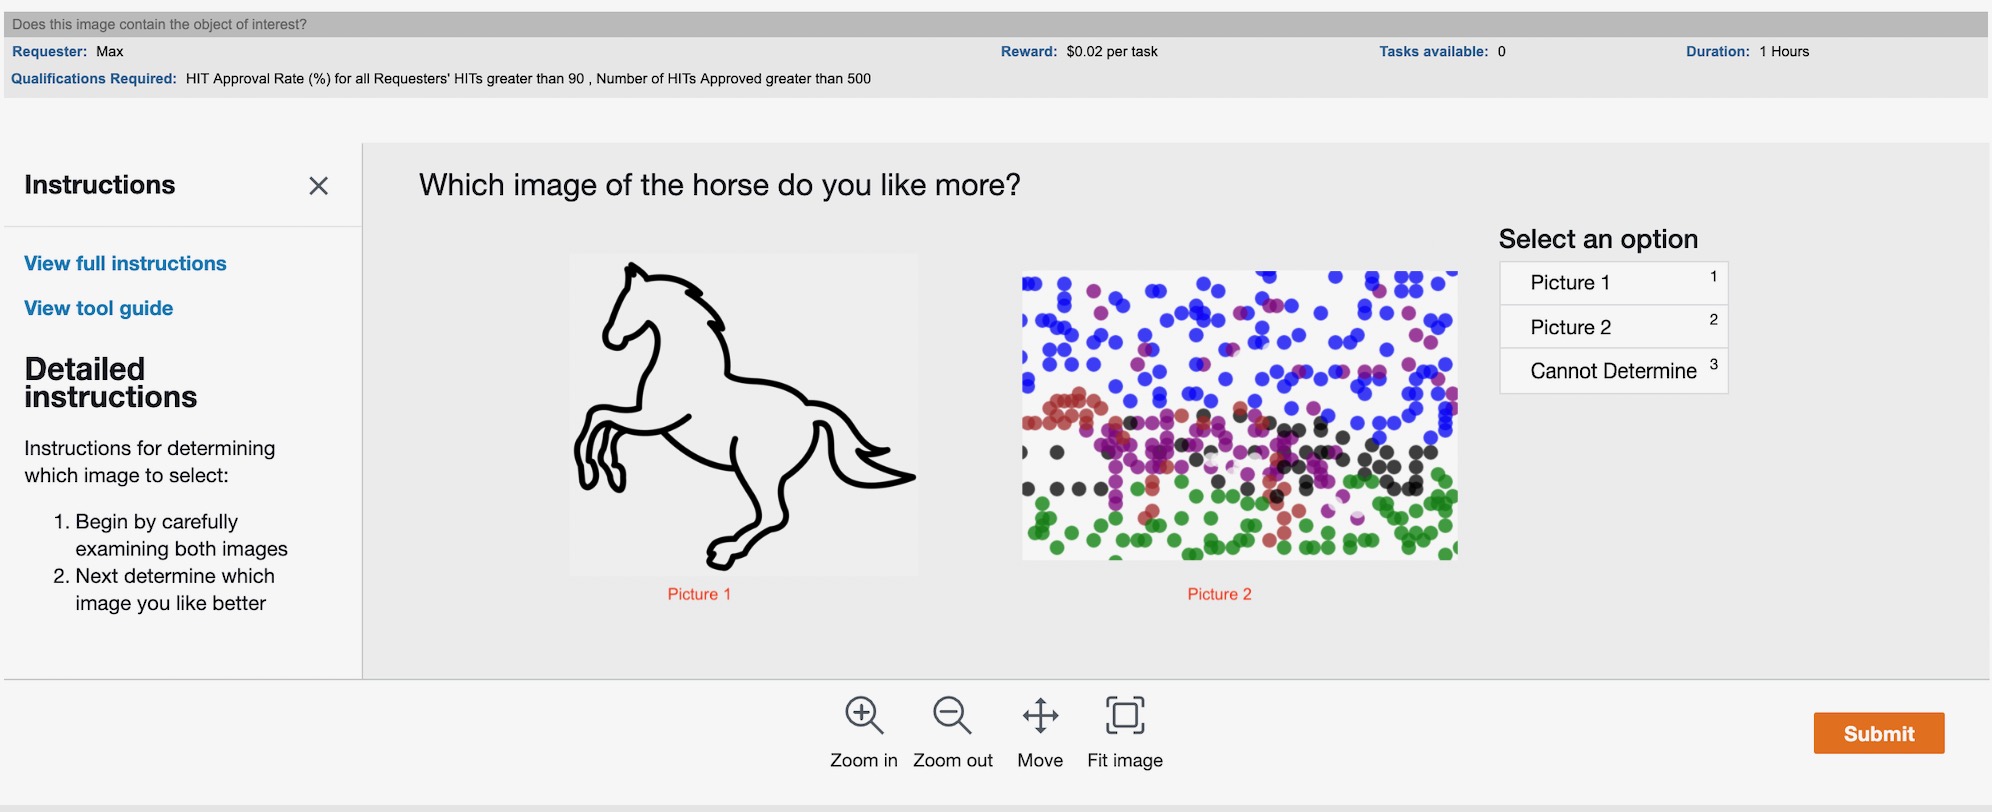 Does this image contain the object of interest?
Requester: Max
Reward: $0.02 per task
Tasks available: 0
Duration: 1 Hours
Qualifications Required: HIT Approval Rate (%) for all Requesters' HITs greater than 90 , Number of HITs Approved greater than 500
Instructions
View full instructions
View tool guide
Detailed
instructions
Instructions for determining
which image to select:
1. Begin by carefully
examining both images
2. Next determine which
image you like better
Which image of the horse do you like more?
Picture 1
Picture 2
Select an option
Picture 1 1
Picture 2 2
Cannot Determine 3
Zoom in
Zoom out
Move
Fit image
Submit